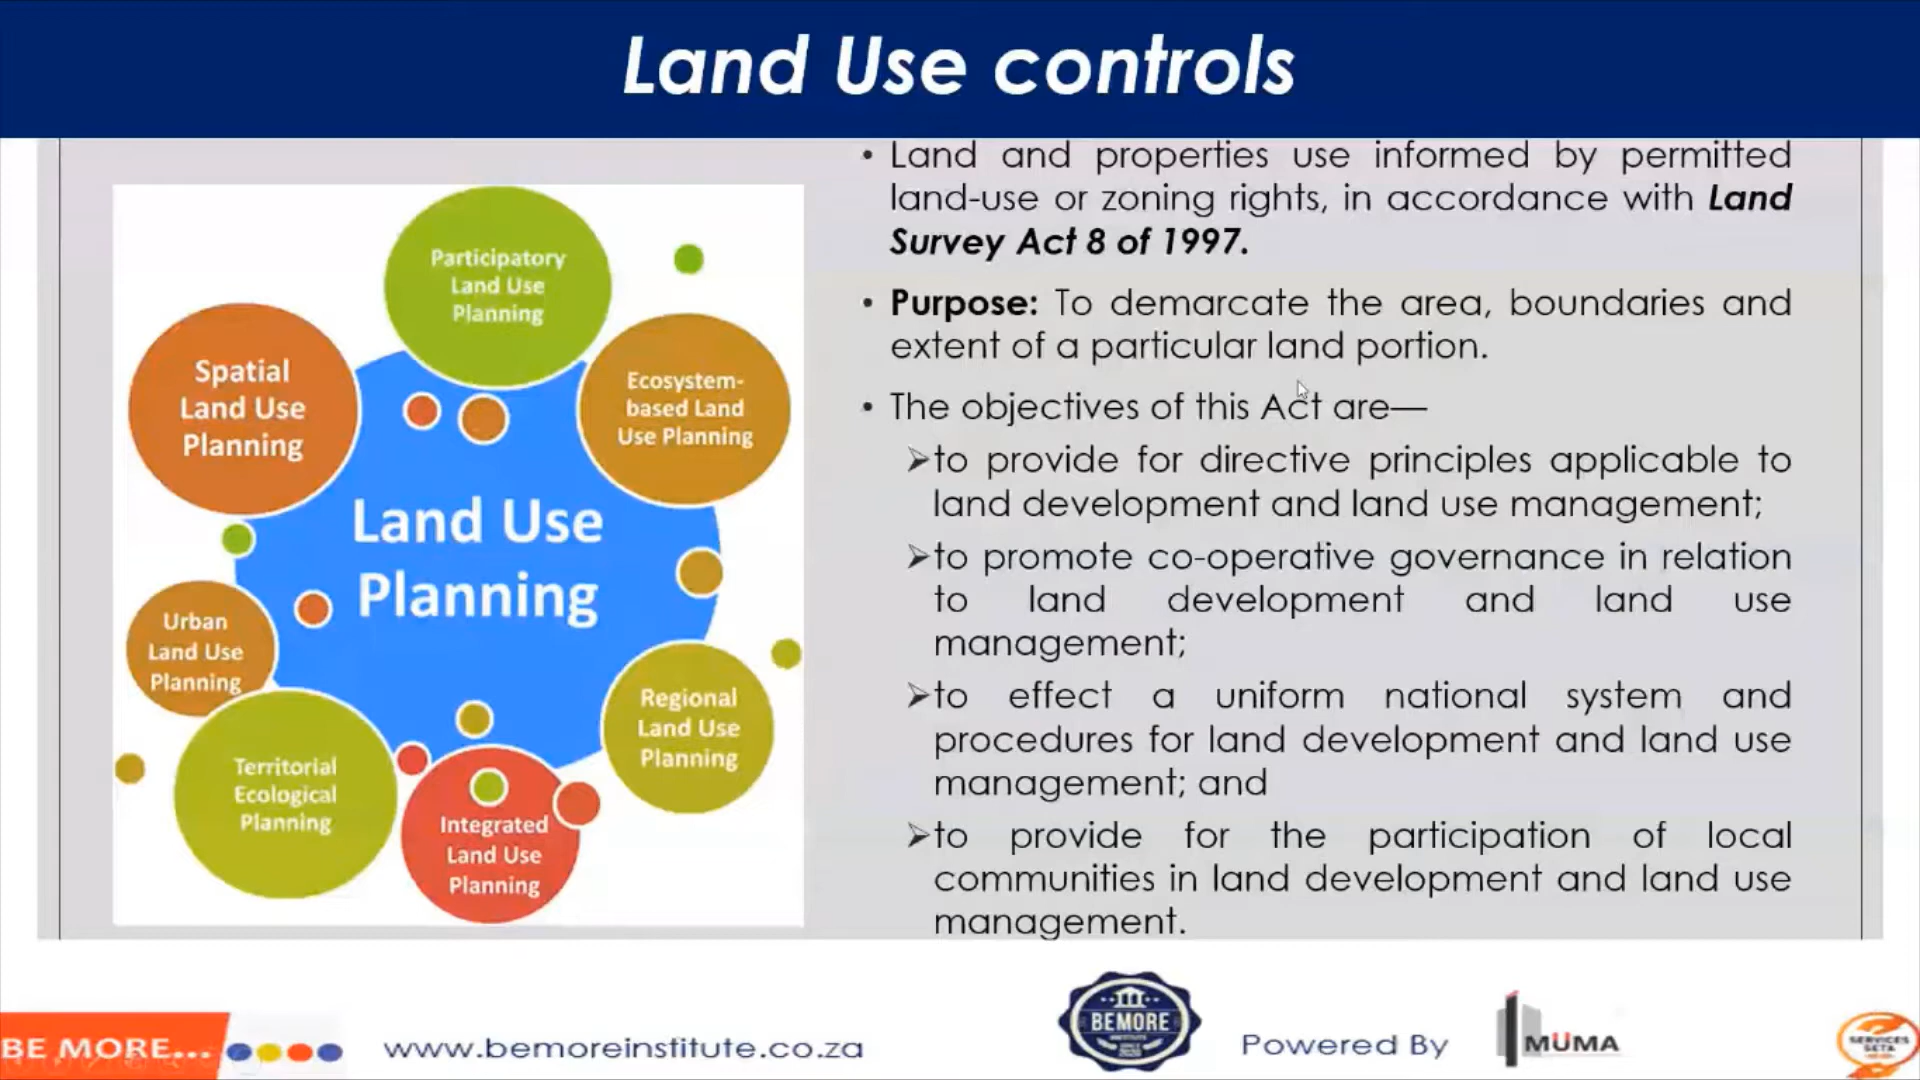 Land Use controls
Participatory
Land Use
Planning
Spatial
Land Use
Planning
Ecosystem-
based Land
Use Planning
Land Use
Planning
Urban
Land Use
Planning
Regional
Land Use
Planning
Territorial
Ecological
Planning
Integrated
Land Use
Planning
• Land and properties use informed by permitted
land-use or zoning rights, in accordance with Land
Survey Act 8 of 1997.
• Purpose: To demarcate the area, boundaries and
extent of a particular land portion.
• The objectives of this Act are—
➢to provide for directive principles applicable to
land development and land use management;
➢to promote co-operative governance in relation
to land development and land use
management;
➢to effect a uniform national system and
procedures for land development and land use
management; and
➢to provide for the participation of local
communities in land development and land use
management.
BE MORE...
www.bemoreinstitute.co.za
BEMORE
INSTITUTE
Powered By
MUMA
SERVICES
SETA